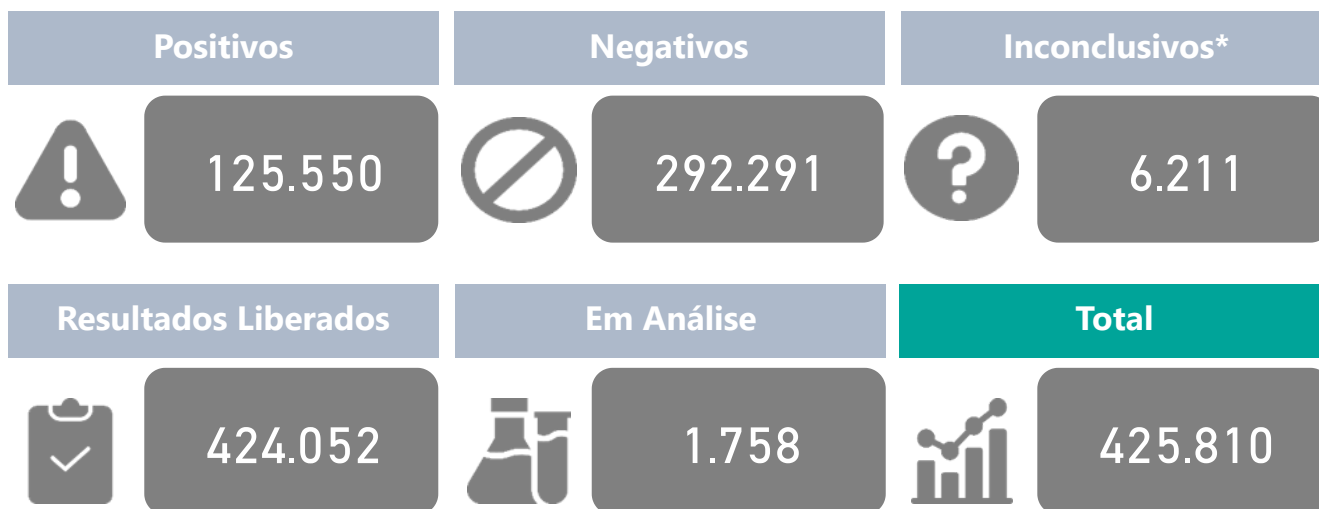 Positivos
Negativos
Inconclusivos*
125.550
292.291
6.211
Resultados Liberados
Em Análise
Total
424.052
1.758
425.810